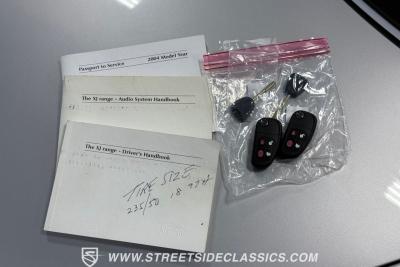 Passport to Service 2004 Model Year
The XJ range - Audio System Handbook
The XJ range - Driver's Handbook
TIRE SIZE
235/50 18 97H
WWW.STREETSIDECLASSICS.COM